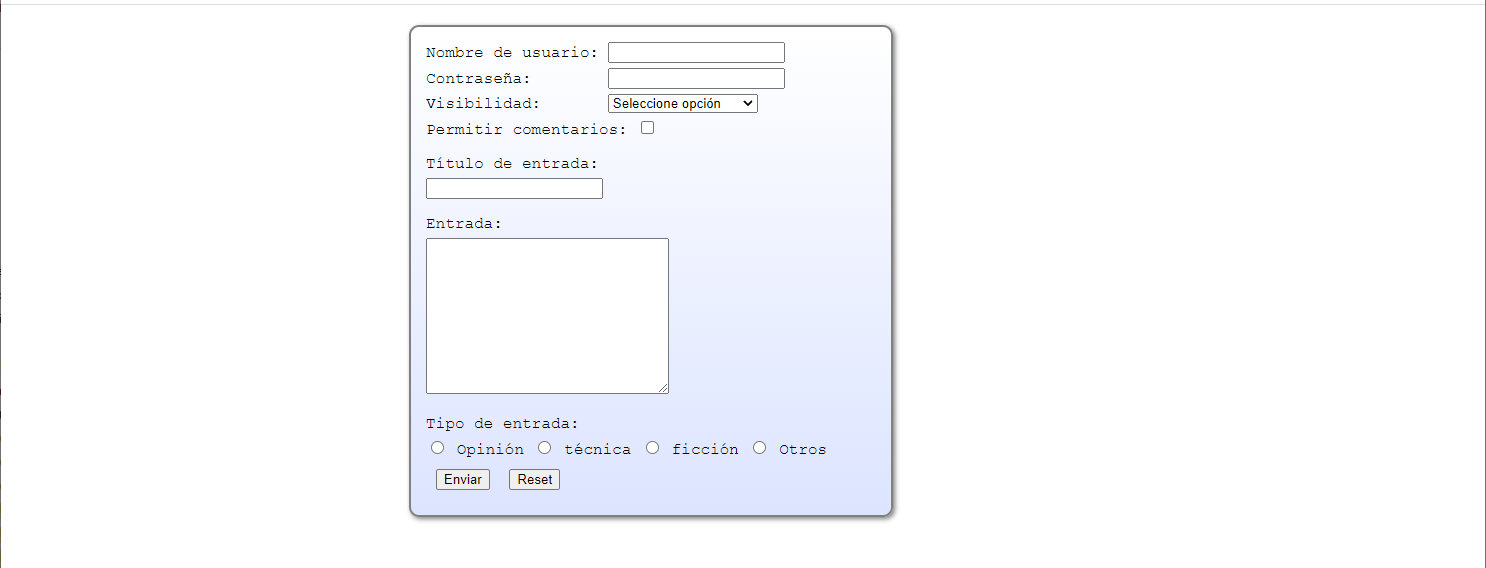 Nombre de usuario:
Contraseña:
Visibilidad: Seleccione opción
Permitir comentarios:
Título de entrada:
Entrada:
Tipo de entrada:
Opinión técnica ficción Otros
Enviar Reset